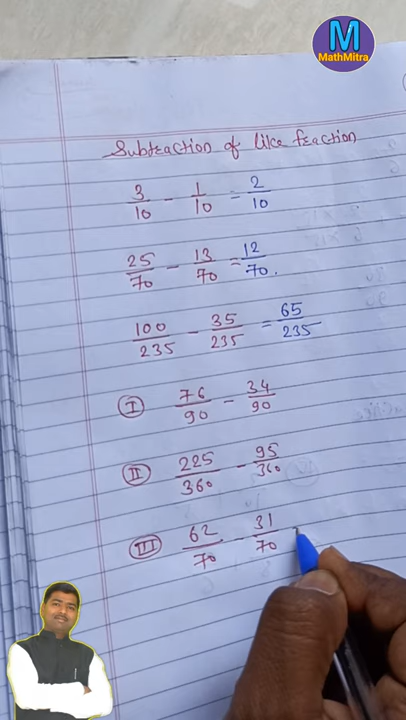 M
MathMitra
Subtraction of like fraction
3/10 - 1/10 = 2/10
25/70 - 13/70 = 12/70.
100/235 - 35/235 = 65/235
I 76/90 - 34/90
II 225/360 - 95/360
III 62/70 - 31/70